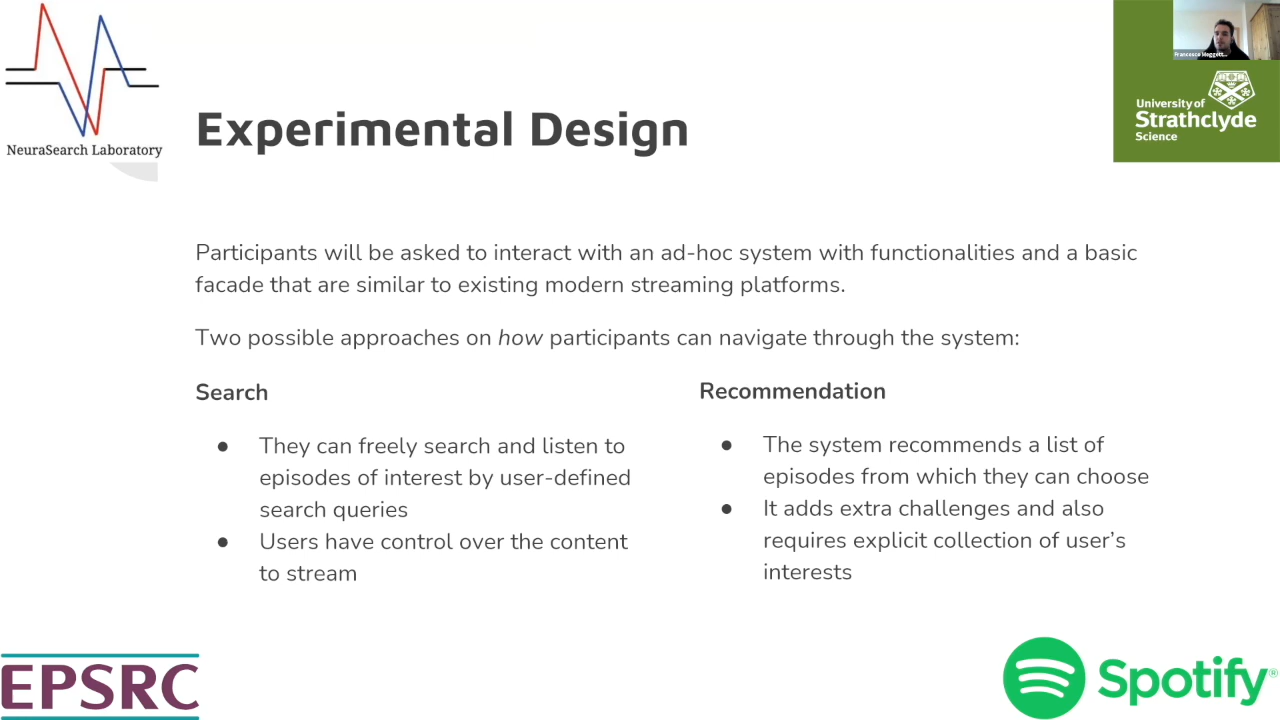 NeuraSearch Laboratory
Francesco Meggett...
University of
Strathclyde
Science
Experimental Design
Participants will be asked to interact with an ad-hoc system with functionalities and a basic
facade that are similar to existing modern streaming platforms.
Two possible approaches on how participants can navigate through the system:
Search
● They can freely search and listen to
episodes of interest by user-defined
search queries
● Users have control over the content
to stream
Recommendation
● The system recommends a list of
episodes from which they can choose
● It adds extra challenges and also
requires explicit collection of user’s
interests
EPSRC
Spotify®